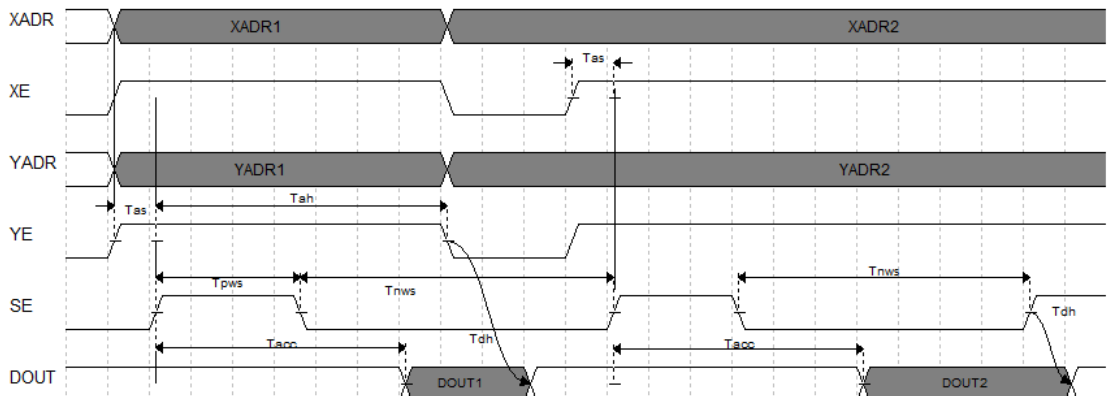 XADR XADR1 XADR2
Tas
XE
YADR YADR1 YADR2
Tas Tah
YE
Tpws Tnws Tnws
SE
Tacc Tdh Tacc Tdh
DOUT DOUT1 DOUT2